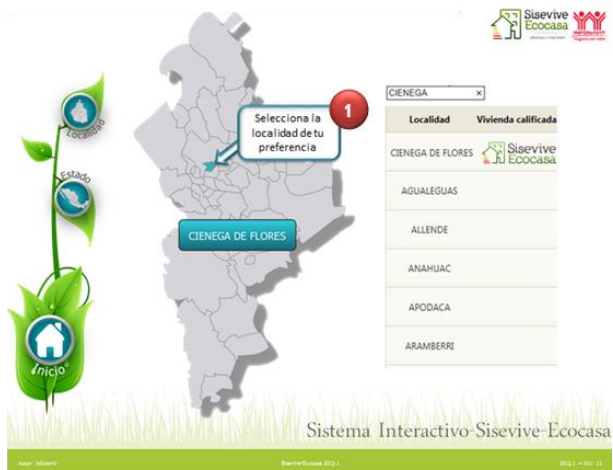 Sisevive
Ecocasa
INFONAVIT
Localidad
Estado
Inicio
1
Selecciona la
localidad de tu
preferencia
CIENEGA DE FLORES
CIENEGA x
Localidad Vivienda calificada
CIENEGA DE FLORES Sisevive
Ecocasa
AGUALEGUAS
ALLENDE
ANAHUAC
APODACA
ARAMBERRI
Sistema Interactivo-Sisevive-Ecocasa